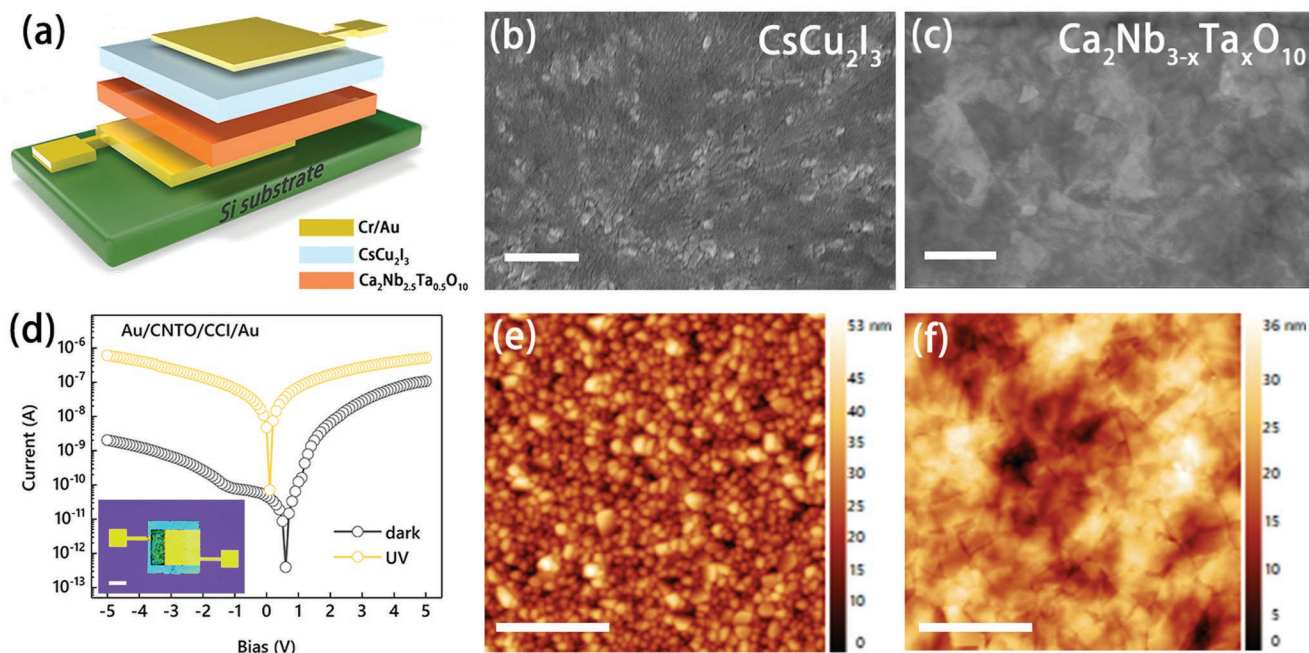 (a)
Si substrate
Cr/Au
CsCu₂I₃
Ca₂Nb₂.₅Ta₀.₅O₁₀
(b)
CsCu₂I₃
(c)
Ca₂Nb₃₋ₓTaₓO₁₀
(d)
Au/CNTO/CCI/Au
Current (A)
10⁻⁶
10⁻⁷
10⁻⁸
10⁻⁹
10⁻¹⁰
10⁻¹¹
10⁻¹²
10⁻¹³
dark
UV
-5 -4 -3 -2 -1 0 1 2 3 4 5
Bias (V)
(e)
53 nm
45
35
30
25
20
15
10
0
(f)
36 nm
30
25
20
15
10
5
0